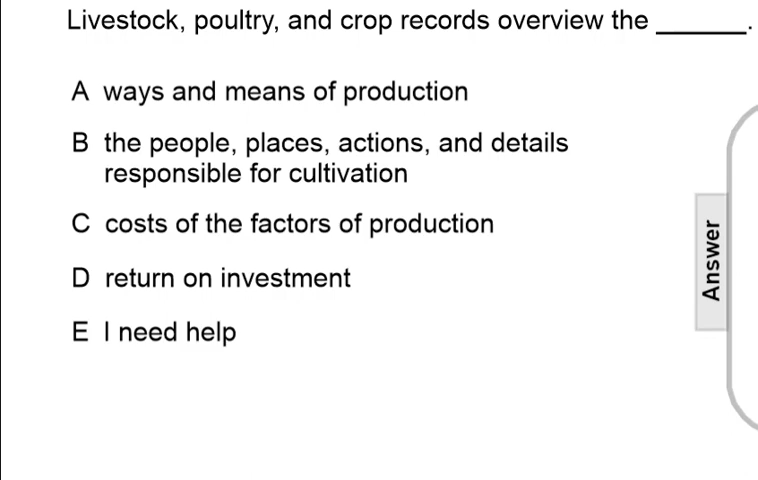 Livestock, poultry, and crop records overview the ______.
A ways and means of production
B the people, places, actions, and details
responsible for cultivation
C costs of the factors of production
D return on investment
E I need help
Answer